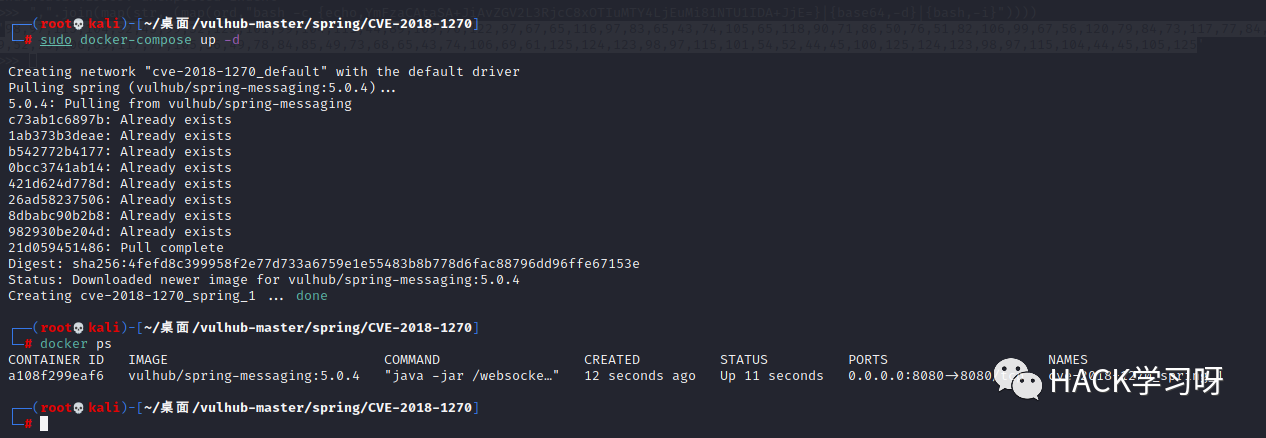 ┌──(root💀kali)-[~/桌面/vulhub-master/spring/CVE-2018-1270]
└─# sudo docker-compose up -d
Creating network "cve-2018-1270_default" with the default driver
Pulling spring (vulhub/spring-messaging:5.0.4)...
5.0.4: Pulling from vulhub/spring-messaging
c73ab1c6897b: Already exists
1ab373b3deae: Already exists
b542772b4177: Already exists
0bcc3741ab14: Already exists
421d624d778d: Already exists
26ad58237506: Already exists
8dbabc90b2b8: Already exists
982930be204d: Already exists
21d059451486: Pull complete
Digest: sha256:4fefd8c399958f2e77d733a6759e1e55483b8b778d6fac88796dd96ffe67153e
Status: Downloaded newer image for vulhub/spring-messaging:5.0.4
Creating cve-2018-1270_spring_1 ... done
┌──(root💀kali)-[~/桌面/vulhub-master/spring/CVE-2018-1270]
└─# docker ps
CONTAINER ID IMAGE COMMAND CREATED STATUS PORTS NAMES
a108f299eaf6 vulhub/spring-messaging:5.0.4 "java -jar /websocke…" 12 seconds ago Up 11 seconds 0.0.0.0:8080->8080/tcp cve-2018-1270_spring_1
HACK学习呀
┌──(root💀kali)-[~/桌面/vulhub-master/spring/CVE-2018-1270]
└─#